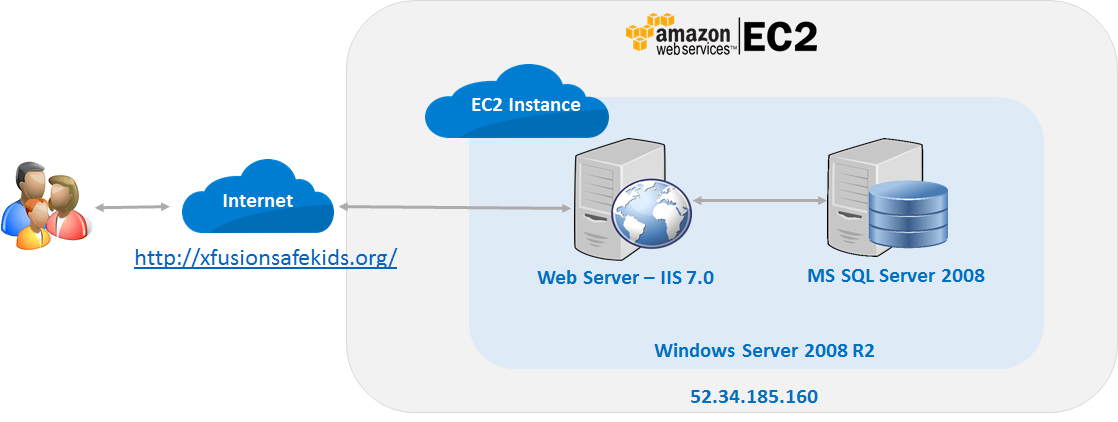 amazon
web services™
EC2
EC2 Instance
Internet
http://xfusionsafekids.org/
Web Server – IIS 7.0
MS SQL Server 2008
Windows Server 2008 R2
52.34.185.160